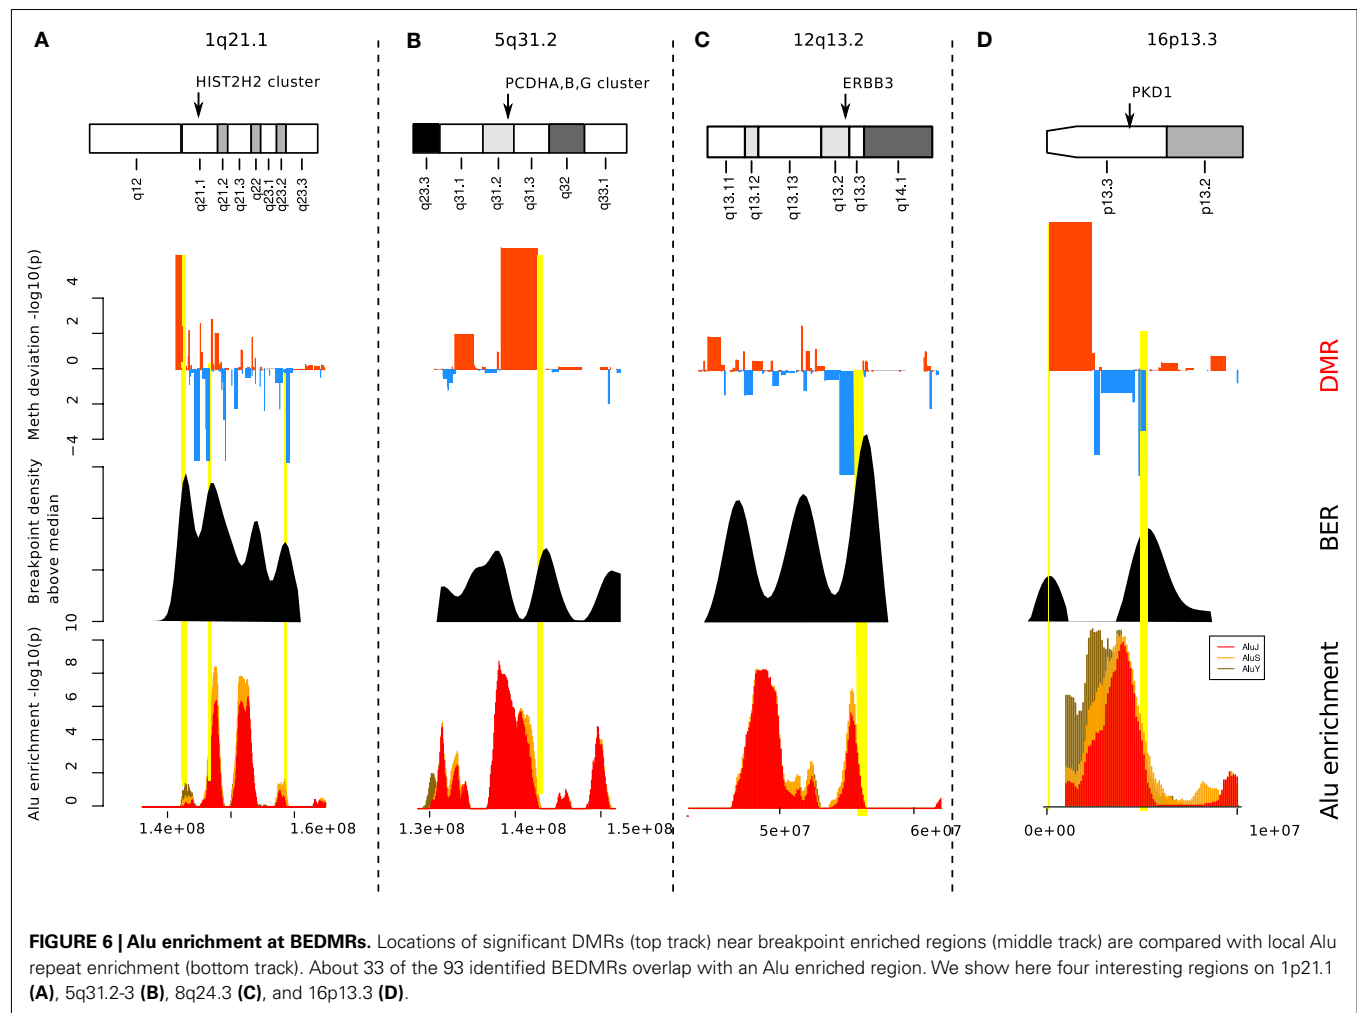 A
1q21.1
B
5q31.2
C
12q13.2
D
16p13.3
HIST2H2 cluster
PCDHA,B,G cluster
ERBB3
PKD1
q12
q21.1
q21.2
q21.3
q22
q23.1
q23.2
q23.3
q23.3
q31.1
q31.2
q31.3
q32
q33.1
q13.11
q13.12
q13.13
q13.2
q13.3
q14.1
p13.3
p13.2
Meth deviation -log10(p)
4
2
0
2
−4
DMR
Breakpoint density
above median
10
BER
Alu enrichment -log10(p)
8
6
4
2
0
AluJ
AluS
AluY
Alu enrichment
1.4e+08
1.6e+08
1.3e+08
1.4e+08
1.5e+08
5e+07
6e+07
0e+00
1e+07
FIGURE 6 | Alu enrichment at BEDMRs. Locations of significant DMRs (top track) near breakpoint enriched regions (middle track) are compared with local Alu
repeat enrichment (bottom track). About 33 of the 93 identified BEDMRs overlap with an Alu enriched region. We show here four interesting regions on 1p21.1
(A), 5q31.2-3 (B), 8q24.3 (C), and 16p13.3 (D).